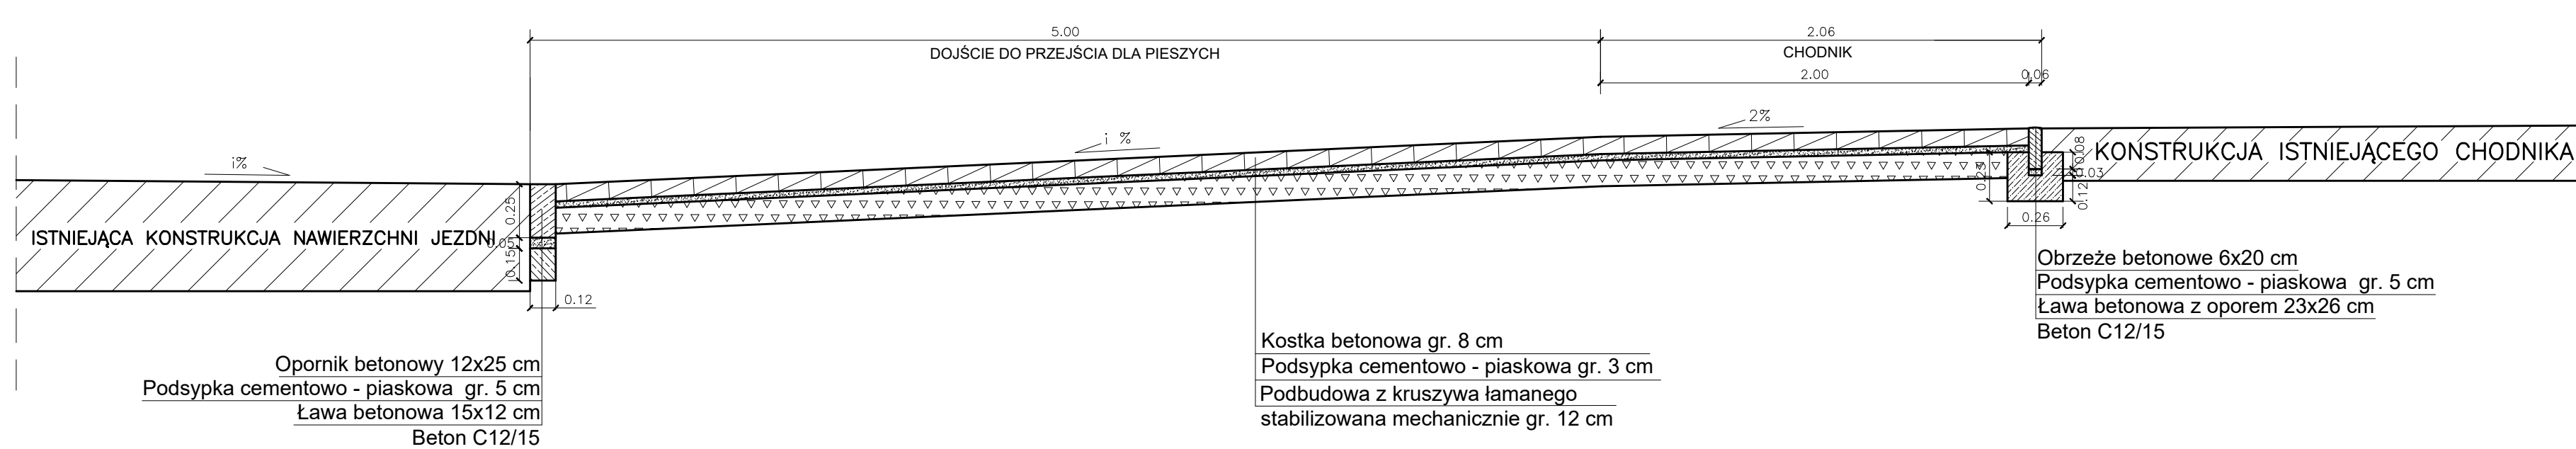 5.00
2.06
DOJŚCIE DO PRZEJŚCIA DLA PIESZYCH
CHODNIK
2.00
0.06
2%
i %
i%
0.08
KONSTRUKCJA ISTNIEJĄCEGO CHODNIKA
0.03
0.23
0.12
0.26
0.25
ISTNIEJĄCA KONSTRUKCJA NAWIERZCHNI JEZDNI
0.05
0.15
0.12
Obrzeże betonowe 6x20 cm
Podsypka cementowo - piaskowa gr. 5 cm
Ława betonowa z oporem 23x26 cm
Beton C12/15
Kostka betonowa gr. 8 cm
Podsypka cementowo - piaskowa gr. 3 cm
Podbudowa z kruszywa łamanego
stabilizowana mechanicznie gr. 12 cm
Opornik betonowy 12x25 cm
Podsypka cementowo - piaskowa gr. 5 cm
Ława betonowa 15x12 cm
Beton C12/15